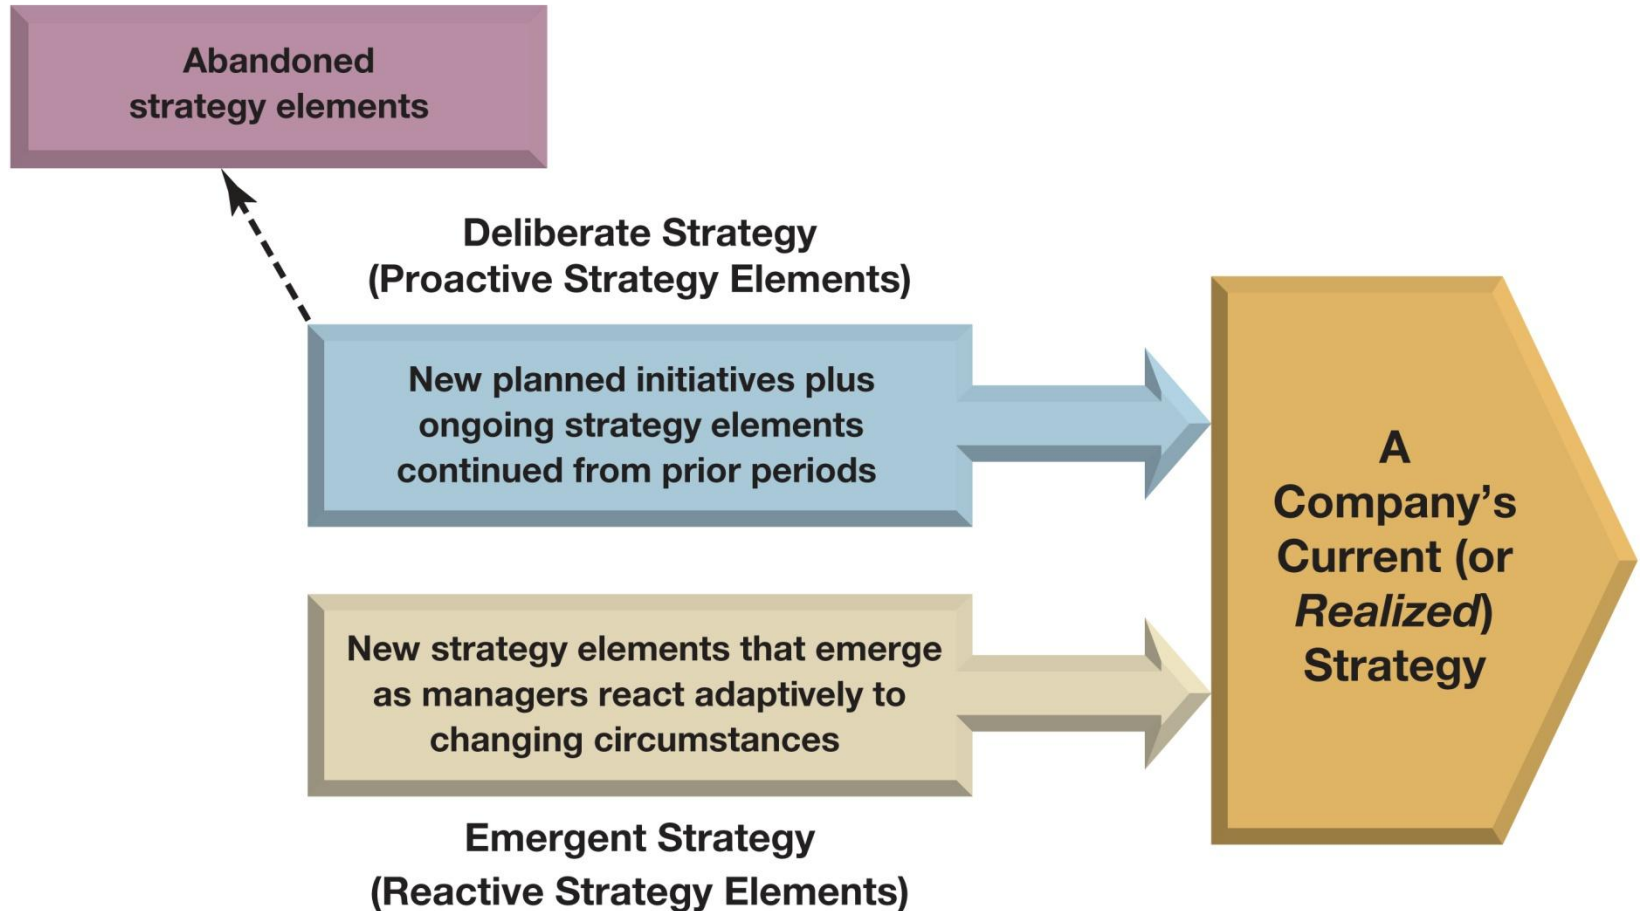 Abandoned
strategy elements
Deliberate Strategy
(Proactive Strategy Elements)
New planned initiatives plus
ongoing strategy elements
continued from prior periods
New strategy elements that emerge
as managers react adaptively to
changing circumstances
Emergent Strategy
(Reactive Strategy Elements)
A
Company’s
Current (or
Realized)
Strategy